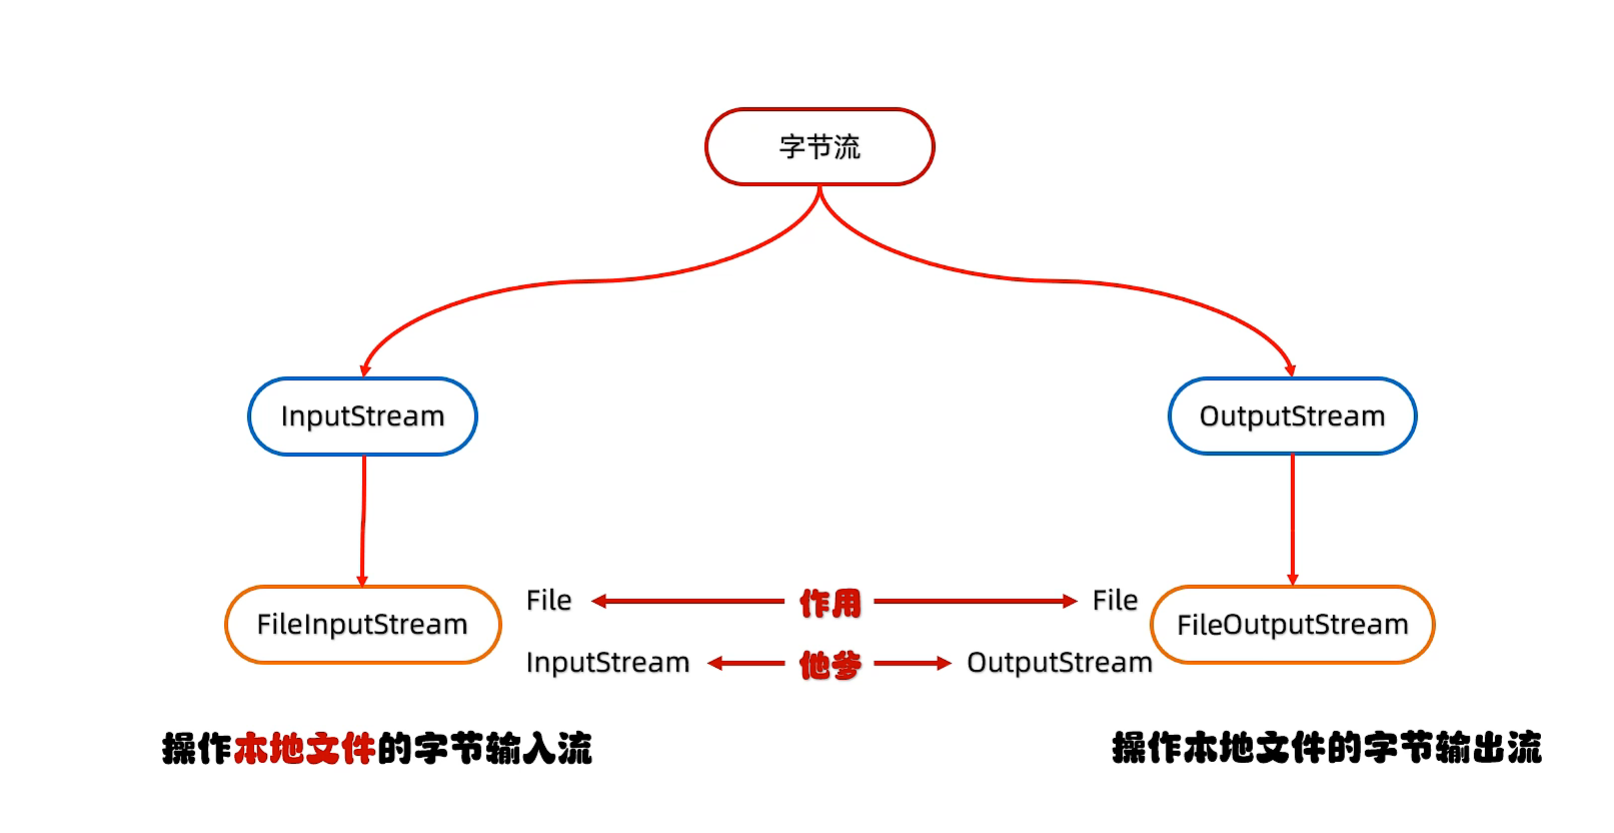 字节流
InputStream
OutputStream
File
作用
File
FileInputStream
FileOutputStream
InputStream
他爹
OutputStream
操作本地文件的字节输入流
操作本地文件的字节输出流